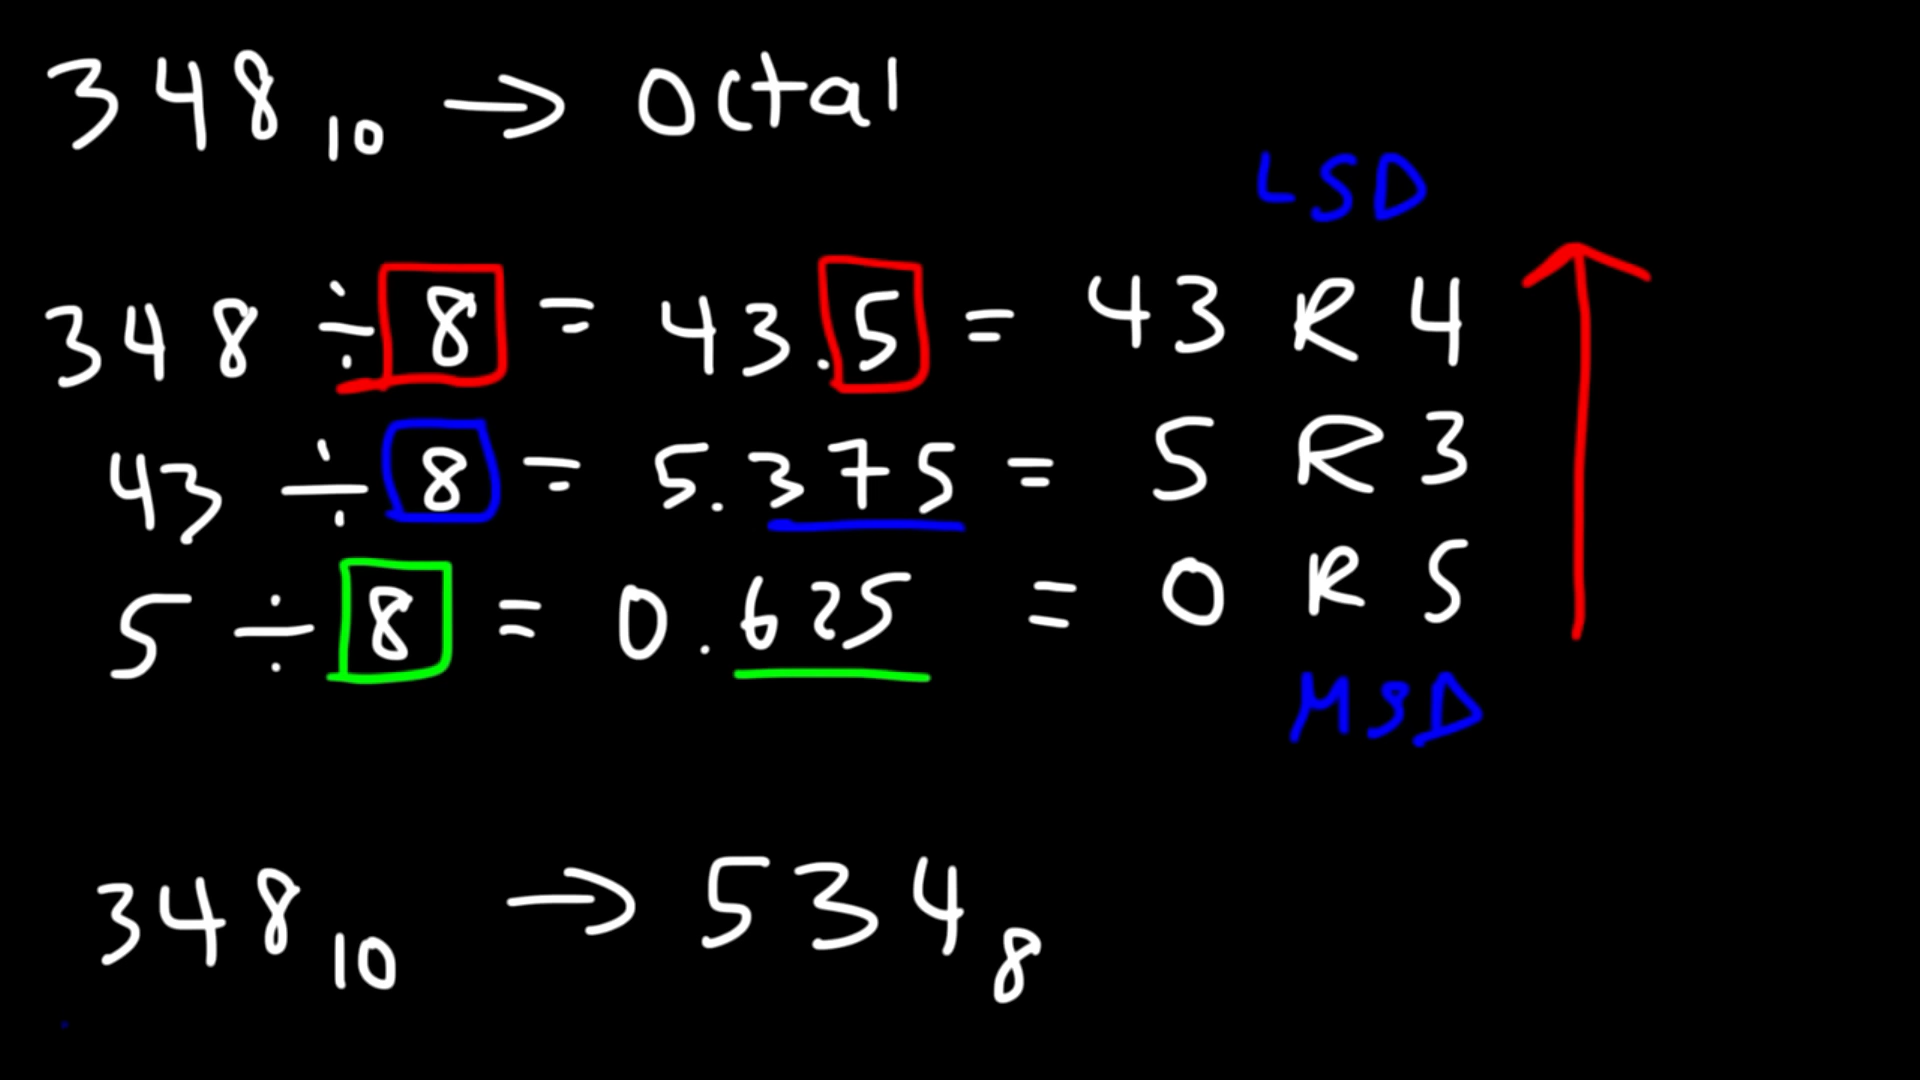 348₁₀ → Octal
LSD
348 ÷ 8 = 43.5 = 43 R 4
43 ÷ 8 = 5.375 = 5 R 3
5 ÷ 8 = 0.625 = 0 R 5
MSD
348₁₀ → 534₈